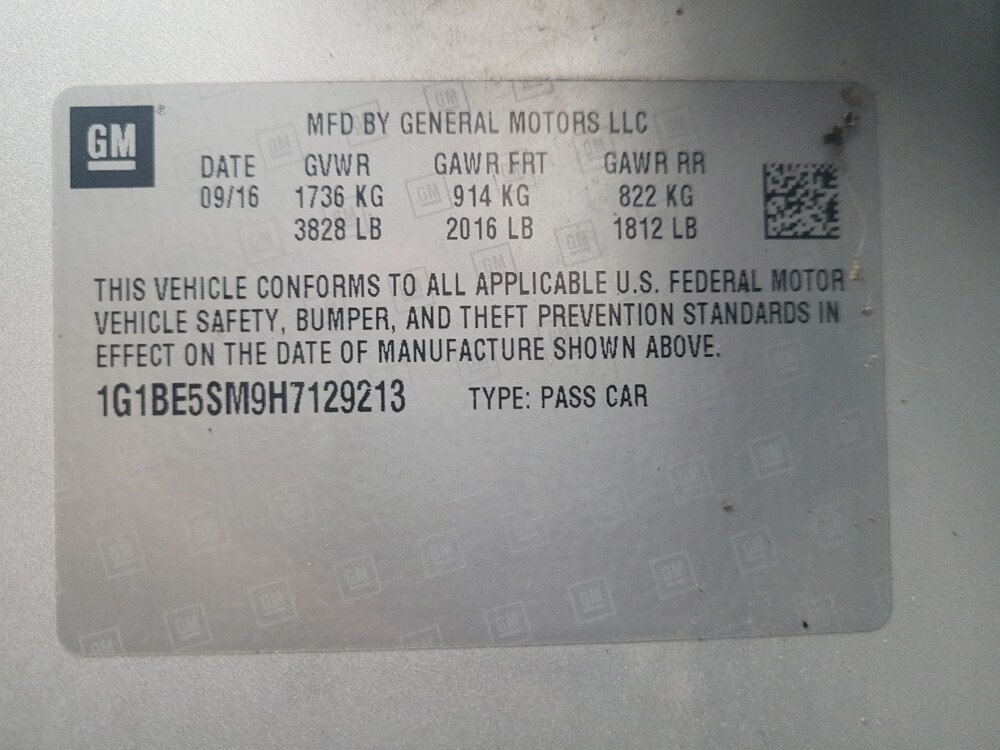 GM
MFD BY GENERAL MOTORS LLC
DATE GVWR GAWR FRT GAWR RR
09/16 1736 KG 914 KG 822 KG
3828 LB 2016 LB 1812 LB
THIS VEHICLE CONFORMS TO ALL APPLICABLE U.S. FEDERAL MOTOR
VEHICLE SAFETY, BUMPER, AND THEFT PREVENTION STANDARDS IN
EFFECT ON THE DATE OF MANUFACTURE SHOWN ABOVE.
1G1BE5SM9H7129213 TYPE: PASS CAR